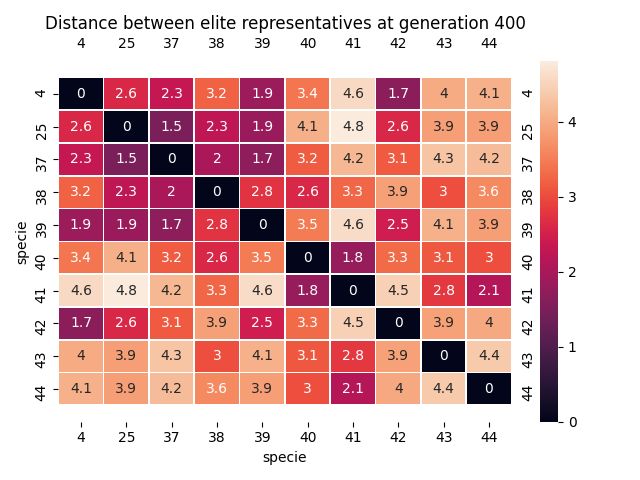 Distance between elite representatives at generation 400
4 25 37 38 39 40 41 42 43 44
4 0 2.6 2.3 3.2 1.9 3.4 4.6 1.7 4 4.1 4
25 2.6 0 1.5 2.3 1.9 4.1 4.8 2.6 3.9 3.9 25
37 2.3 1.5 0 2 1.7 3.2 4.2 3.1 4.3 4.2 37
38 3.2 2.3 2 0 2.8 2.6 3.3 3.9 3 3.6 38
39 1.9 1.9 1.7 2.8 0 3.5 4.6 2.5 4.1 3.9 39
40 3.4 4.1 3.2 2.6 3.5 0 1.8 3.3 3.1 3 40
41 4.6 4.8 4.2 3.3 4.6 1.8 0 4.5 2.8 2.1 41
42 1.7 2.6 3.1 3.9 2.5 3.3 4.5 0 3.9 4 42
43 4 3.9 4.3 3 4.1 3.1 2.8 3.9 0 4.4 43
44 4.1 3.9 4.2 3.6 3.9 3 2.1 4 4.4 0 44
4 25 37 38 39 40 41 42 43 44
specie
specie
4
3
2
1
0